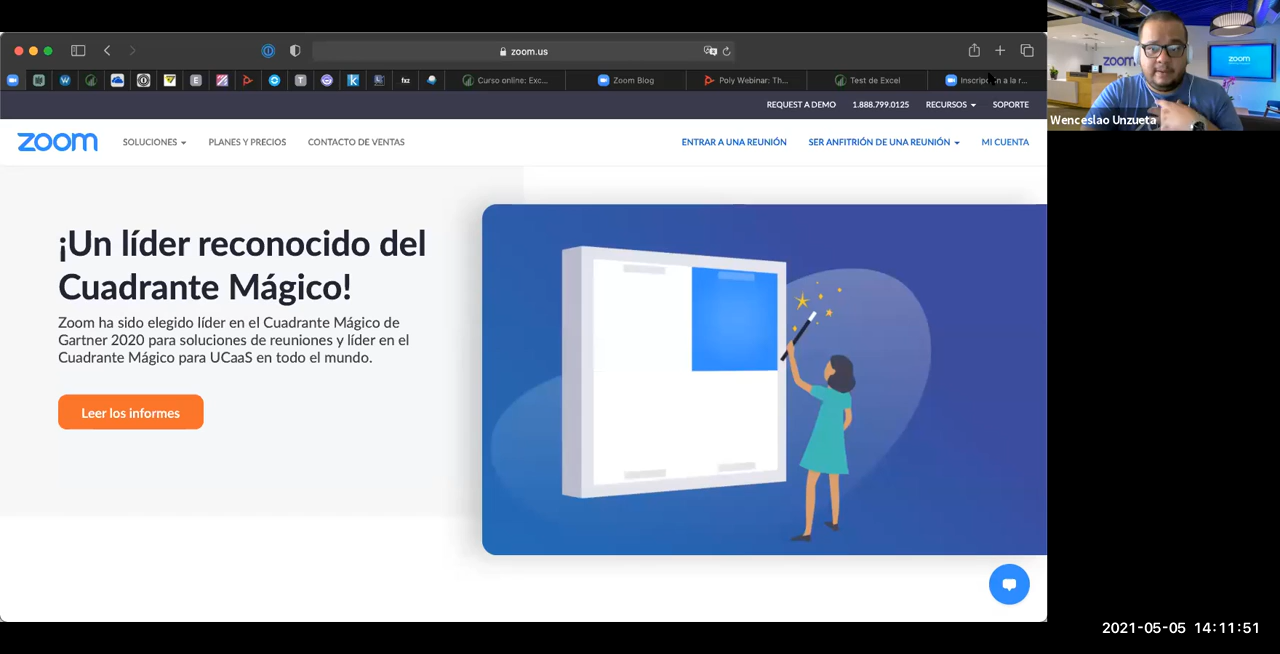 zoom.us
fxz
Curso online: Exc...
Zoom Blog
Poly Webinar: Th...
Test de Excel
Inscripción a la r...
REQUEST A DEMO
1.888.799.0125
RECURSOS
SOPORTE
zoom
SOLUCIONES
PLANES Y PRECIOS
CONTACTO DE VENTAS
ENTRAR A UNA REUNIÓN
SER ANFITRIÓN DE UNA REUNIÓN
MI CUENTA
¡Un líder reconocido del
Cuadrante Mágico!
Zoom ha sido elegido líder en el Cuadrante Mágico de
Gartner 2020 para soluciones de reuniones y líder en el
Cuadrante Mágico para UCaaS en todo el mundo.
Leer los informes
zoom
zoom
Wenceslao Unzueta
2021-05-05 14:11:51